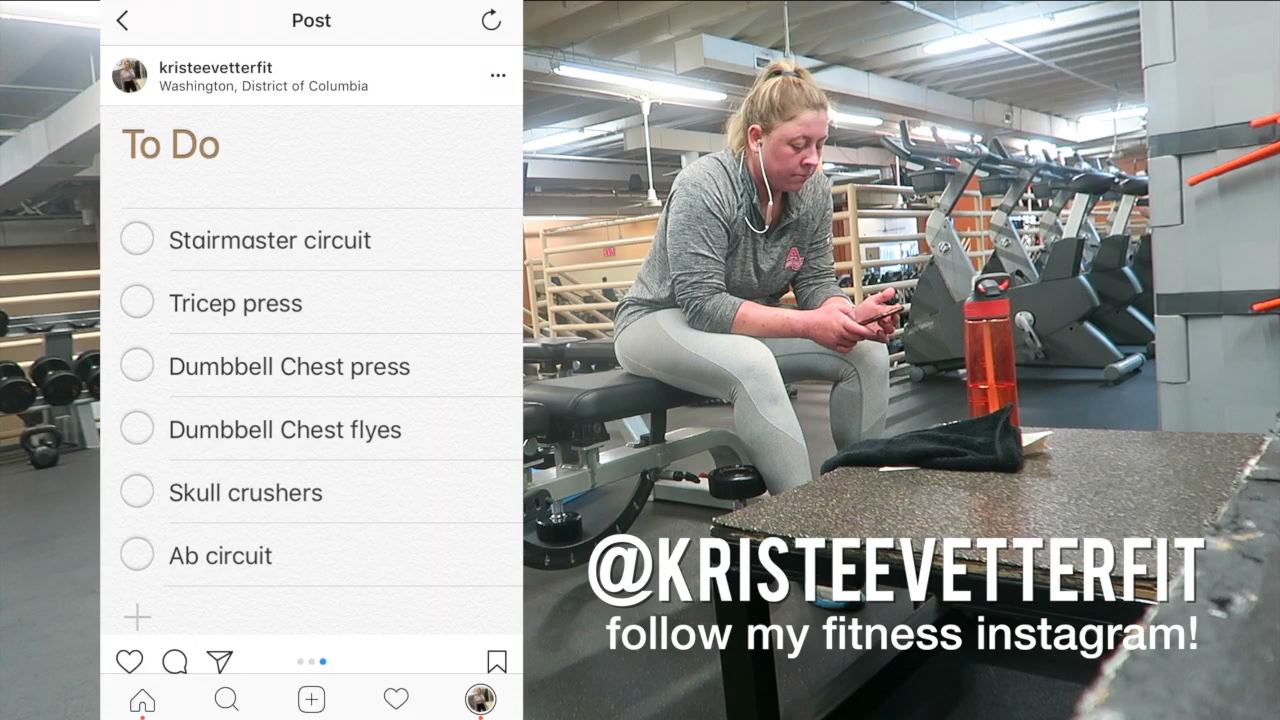 Post
kristeevetterfit
Washington, District of Columbia
To Do
Stairmaster circuit
Tricep press
Dumbbell Chest press
Dumbbell Chest flyes
Skull crushers
Ab circuit
@KRISTEEVETTERFIT
follow my fitness instagram!